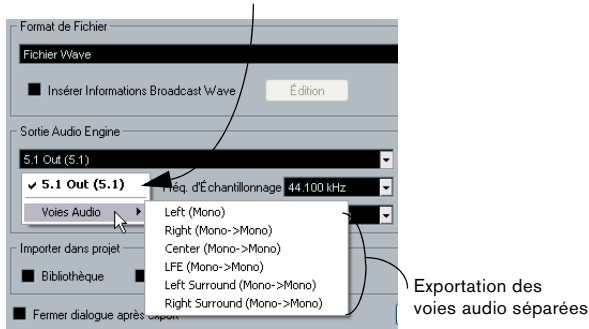 Format de Fichier
Fichier Wave
Insérer Informations Broadcast Wave
Édition
Sortie Audio Engine
5.1 Out (5.1)
✔ 5.1 Out (5.1)
Fréq. d'Échantillonnage 44.100 kHz
Voies Audio
Left (Mono)
Right (Mono->Mono)
Center (Mono->Mono)
LFE (Mono->Mono)
Left Surround (Mono->Mono)
Right Surround (Mono->Mono)
Importer dans projet
Bibliothèque
Fermer dialogue après export
Exportation des
voies audio séparées